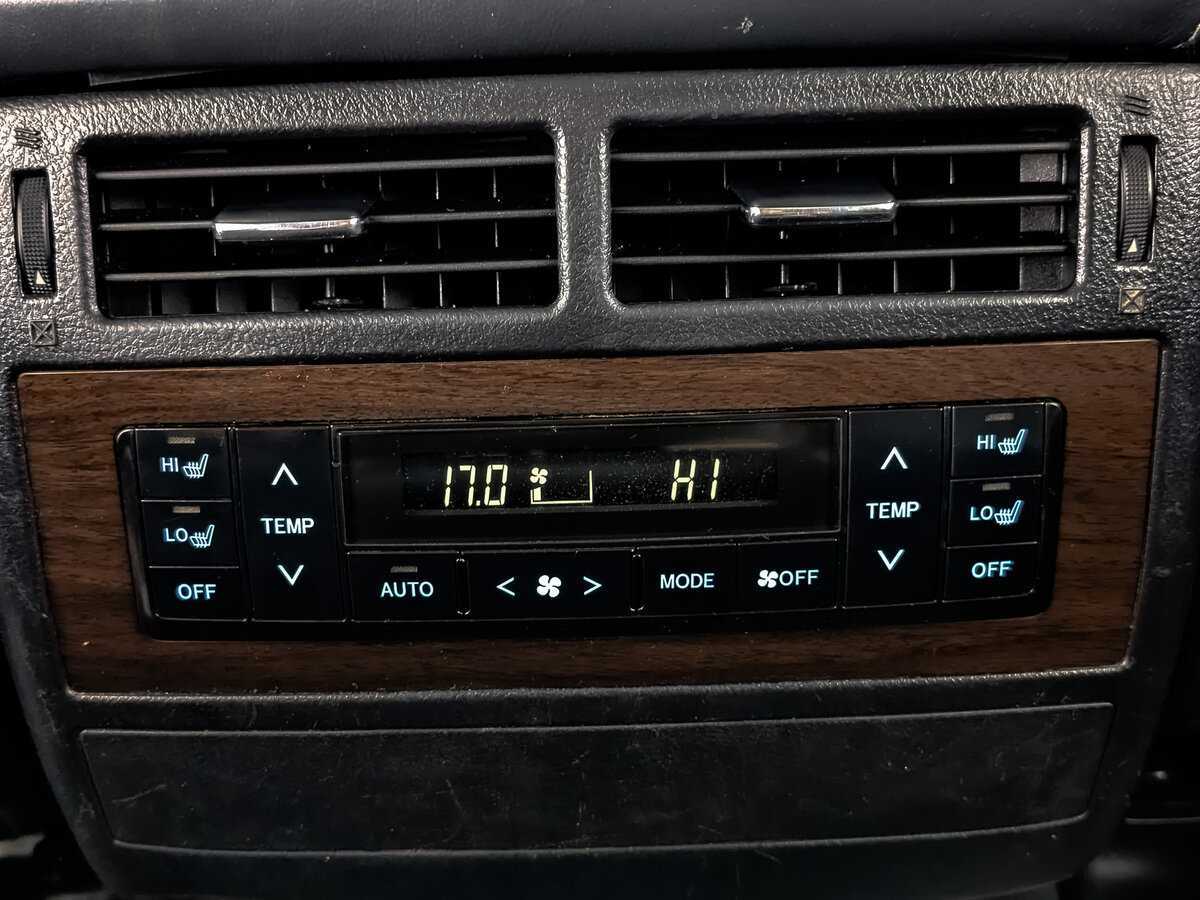 17.0 HI
HI
LO
OFF
TEMP
AUTO
< >
MODE
OFF
TEMP
HI
LO
OFF